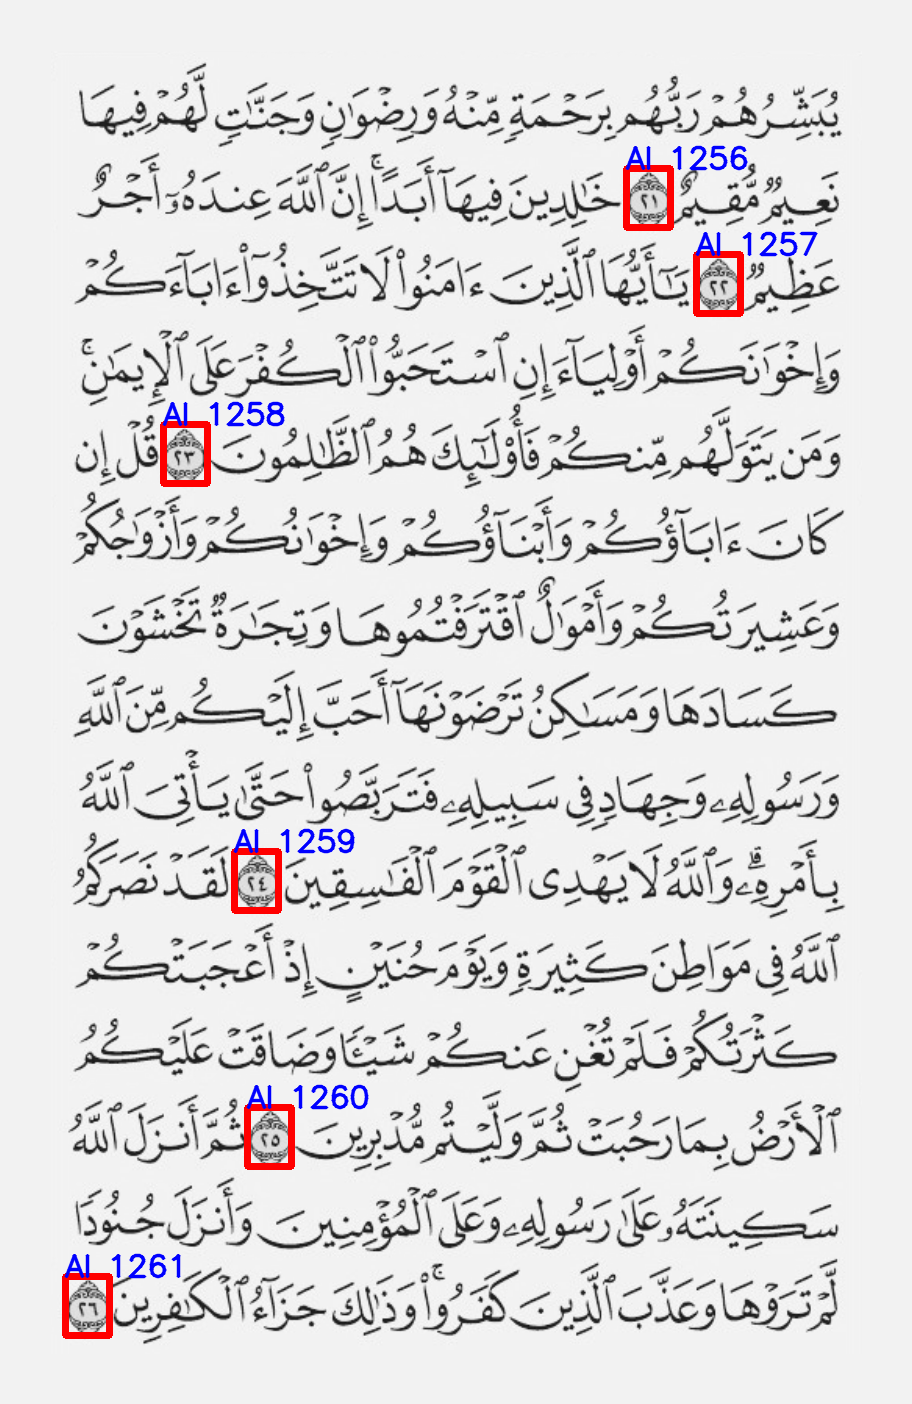 يُبَشِّرُهُمْ رَبُّهُم بِرَحْمَةٍ مِّنْهُ وَرِضْوَٰنٍ وَجَنَّٰتٍ لَّهُمْ فِيهَا
AI 1256
نَعِيمٌ مُّقِيمٌ ٢١ خَٰلِدِينَ فِيهَآ أَبَدًا ۚ إِنَّ ٱللَّهَ عِندَهُۥٓ أَجْرٌ
AI 1257
عَظِيمٌ ٢٢ يَٰٓأَيُّهَا ٱلَّذِينَ ءَامَنُوا۟ لَا تَتَّخِذُوٓا۟ ءَابَآءَكُمْ
وَإِخْوَٰنَكُمْ أَوْلِيَآءَ إِنِ ٱسْتَحَبُّوا۟ ٱلْكُفْرَ عَلَى ٱلْإِيمَٰنِ ۚ
AI 1258
وَمَن يَتَوَلَّهُم مِّنكُمْ فَأُو۟لَٰٓئِكَ هُمُ ٱلظَّٰلِمُونَ ٢٣ قُلْ إِن
كَانَ ءَابَآؤُكُمْ وَأَبْنَآؤُكُمْ وَإِخْوَٰنُكُمْ وَأَزْوَٰجُكُمْ
وَعَشِيرَتُكُمْ وَأَمْوَٰلٌ ٱقْتَرَفْتُمُوهَا وَتِجَٰرَةٌ تَخْشَوْنَ
كَسَادَهَا وَمَسَٰكِنُ تَرْضَوْنَهَآ أَحَبَّ إِلَيْكُم مِّنَ ٱللَّهِ
وَرَسُولِهِۦ وَجِهَادٍ فِى سَبِيلِهِۦ فَتَرَبَّصُوا۟ حَتَّىٰ يَأْتِىَ ٱللَّهُ
AI 1259
بِأَمْرِهِۦ ۗ وَٱللَّهُ لَا يَهْدِى ٱلْقَوْمَ ٱلْفَٰسِقِينَ ٢٤ لَقَدْ نَصَرَكُمُ
ٱللَّهُ فِى مَوَاطِنَ كَثِيرَةٍ وَيَوْمَ حُنَيْنٍ إِذْ أَعْجَبَتْكُمْ
كَثْرَتُكُمْ فَلَمْ تُغْنِ عَنكُمْ شَيْـًٔا وَضَاقَتْ عَلَيْكُمُ
AI 1260
ٱلْأَرْضُ بِمَا رَحُبَتْ ثُمَّ وَلَّيْتُم مُّدْبِرِينَ ٢٥ ثُمَّ أَنزَلَ ٱللَّهُ
سَكِينَتَهُۥ عَلَىٰ رَسُولِهِۦ وَعَلَى ٱلْمُؤْمِنِينَ وَأَنزَلَ جُنُودًا
AI 1261
لَّمْ تَرَوْهَا وَعَذَّبَ ٱلَّذِينَ كَفَرُوا۟ ۚ وَذَٰلِكَ جَزَآءُ ٱلْكَٰفِرِينَ ٢٦